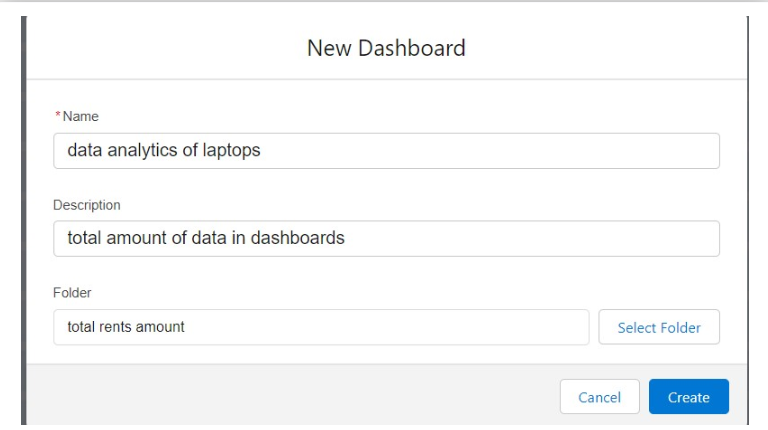 New Dashboard
*Name
data analytics of laptops
Description
total amount of data in dashboards
Folder
total rents amount
Select Folder
Cancel
Create